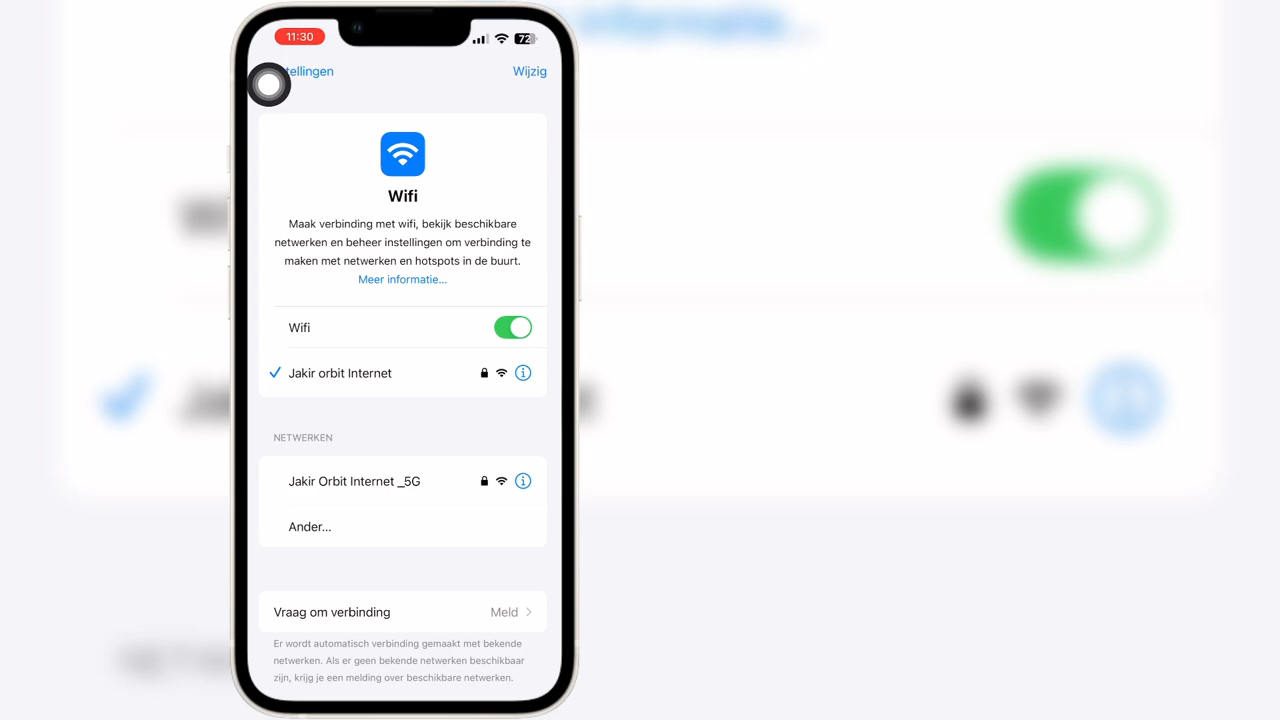 informatie...
11:30
72
tellingen
Wijzig
Wifi
Maak verbinding met wifi, bekijk beschikbare
netwerken en beheer instellingen om verbinding te
maken met netwerken en hotspots in de buurt.
Meer informatie...
Wifi
Jakir orbit Internet
NETWERKEN
Jakir Orbit Internet _5G
Ander...
Vraag om verbinding
Meld
Er wordt automatisch verbinding gemaakt met bekende
netwerken. Als er geen bekende netwerken beschikbaar
zijn, krijg je een melding over beschikbare netwerken.